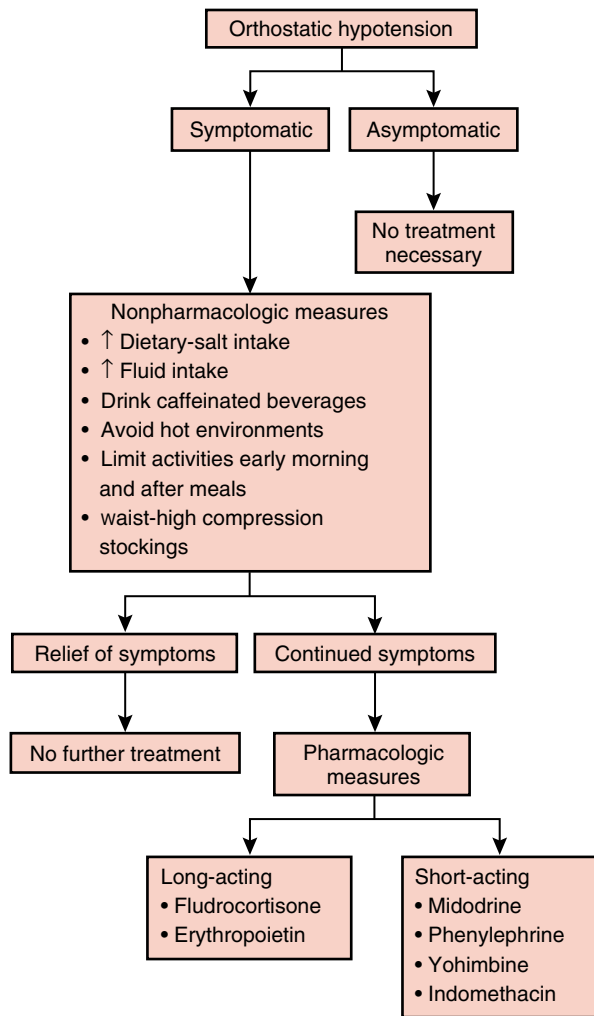 Orthostatic hypotension
Symptomatic
Asymptomatic
No treatment
necessary
Nonpharmacologic measures
• ↑ Dietary-salt intake
• ↑ Fluid intake
• Drink caffeinated beverages
• Avoid hot environments
• Limit activities early morning
and after meals
• waist-high compression
stockings
Relief of symptoms
Continued symptoms
No further treatment
Pharmacologic
measures
Long-acting
• Fludrocortisone
• Erythropoietin
Short-acting
• Midodrine
• Phenylephrine
• Yohimbine
• Indomethacin